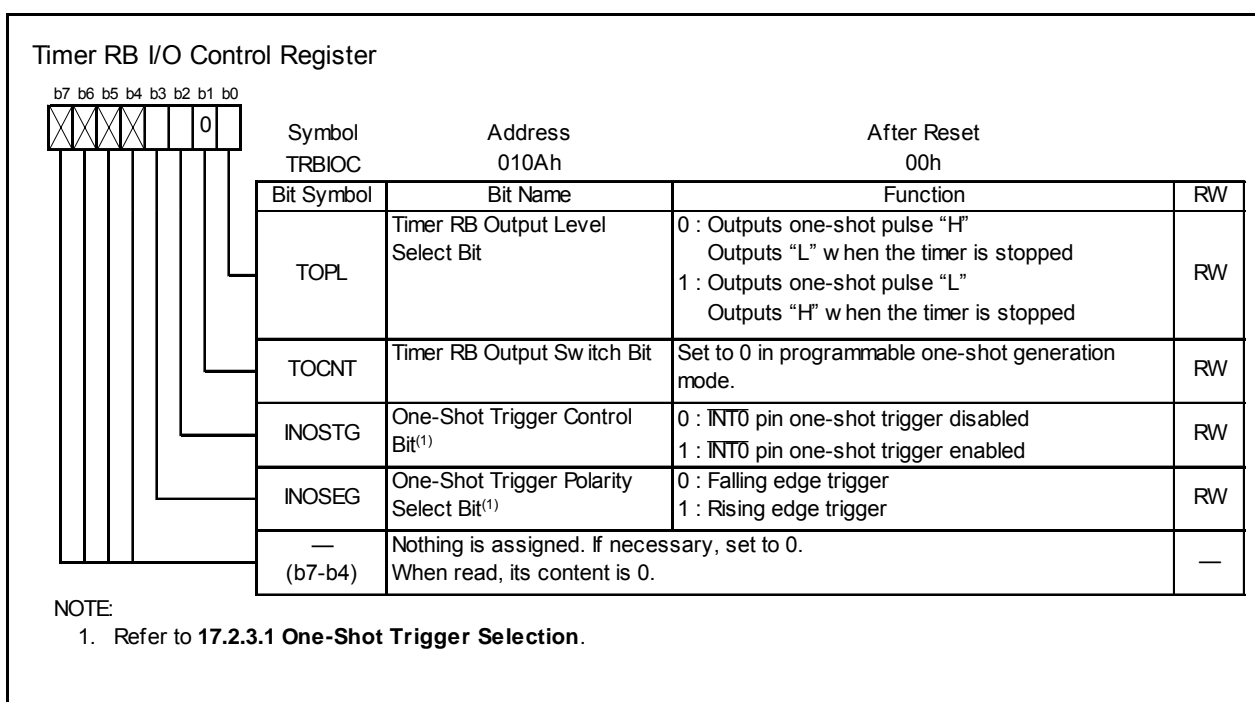 Timer RB I/O Control Register
b7 b6 b5 b4 b3 b2 b1 b0
0
Symbol Address After Reset
TRBIOC 010Ah 00h
Bit Symbol Bit Name Function RW
TOPL
Timer RB Output Level
Select Bit
0 : Outputs one-shot pulse “H”
Outputs “L” w hen the timer is stopped
1 : Outputs one-shot pulse “L”
Outputs “H” w hen the timer is stopped
RW
TOCNT
Timer RB Output Sw itch Bit
Set to 0 in programmable one-shot generation
mode.
RW
INOSTG
One-Shot Trigger Control
Bit(1)
0 : INT0 pin one-shot trigger disabled
1 : INT0 pin one-shot trigger enabled
RW
INOSEG
One-Shot Trigger Polarity
Select Bit(1)
0 : Falling edge trigger
1 : Rising edge trigger
RW
—
(b7-b4)
Nothing is assigned. If necessary, set to 0.
When read, its content is 0.
—
NOTE:
1. Refer to 17.2.3.1 One-Shot Trigger Selection.